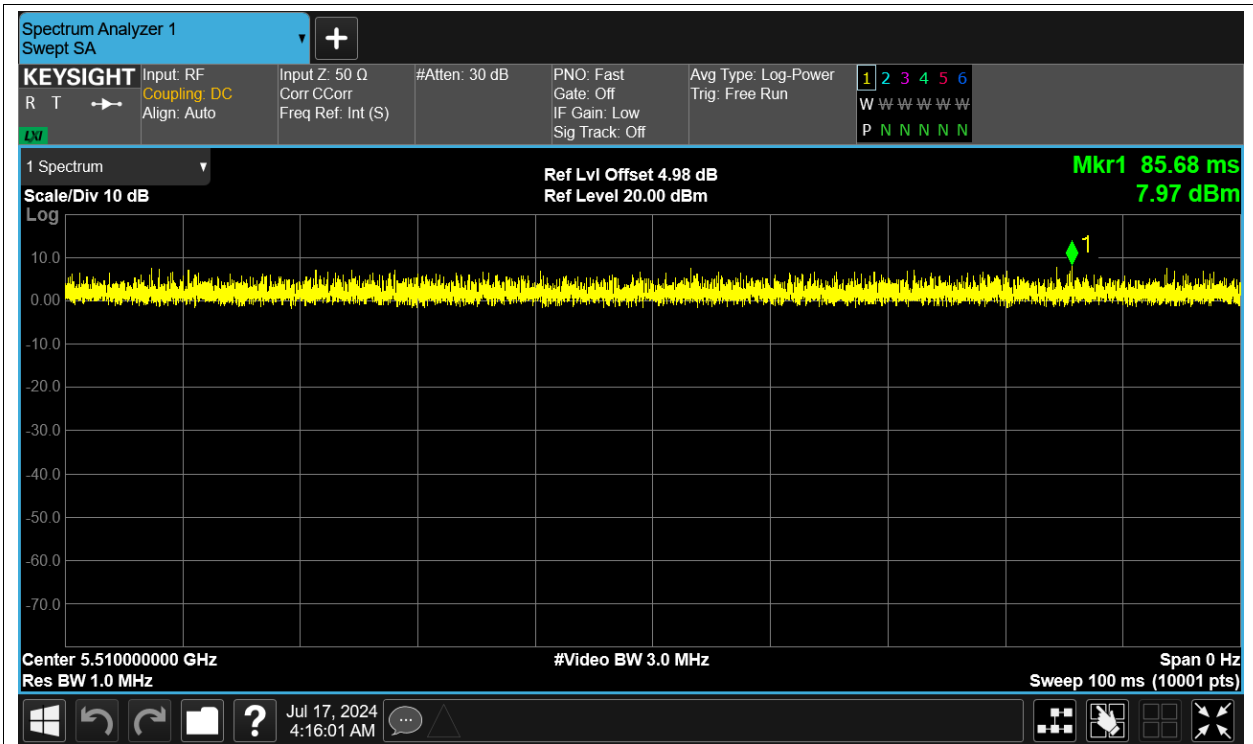 Spectrum Analyzer 1
Swept SA
KEYSIGHT
R T
LXI
Input: RF
Coupling: DC
Align: Auto
Input Z: 50 Ω
Corr CCorr
Freq Ref: Int (S)
#Atten: 30 dB
PNO: Fast
Gate: Off
IF Gain: Low
Sig Track: Off
Avg Type: Log-Power
Trig: Free Run
1 2 3 4 5 6
W W W W W W
P N N N N N
1 Spectrum
Scale/Div 10 dB
Log
Ref Lvl Offset 4.98 dB
Ref Level 20.00 dBm
Mkr1 85.68 ms
7.97 dBm
1
10.0
0.00
-10.0
-20.0
-30.0
-40.0
-50.0
-60.0
-70.0
Center 5.510000000 GHz
Res BW 1.0 MHz
#Video BW 3.0 MHz
Span 0 Hz
Sweep 100 ms (10001 pts)
?
Jul 17, 2024
4:16:01 AM